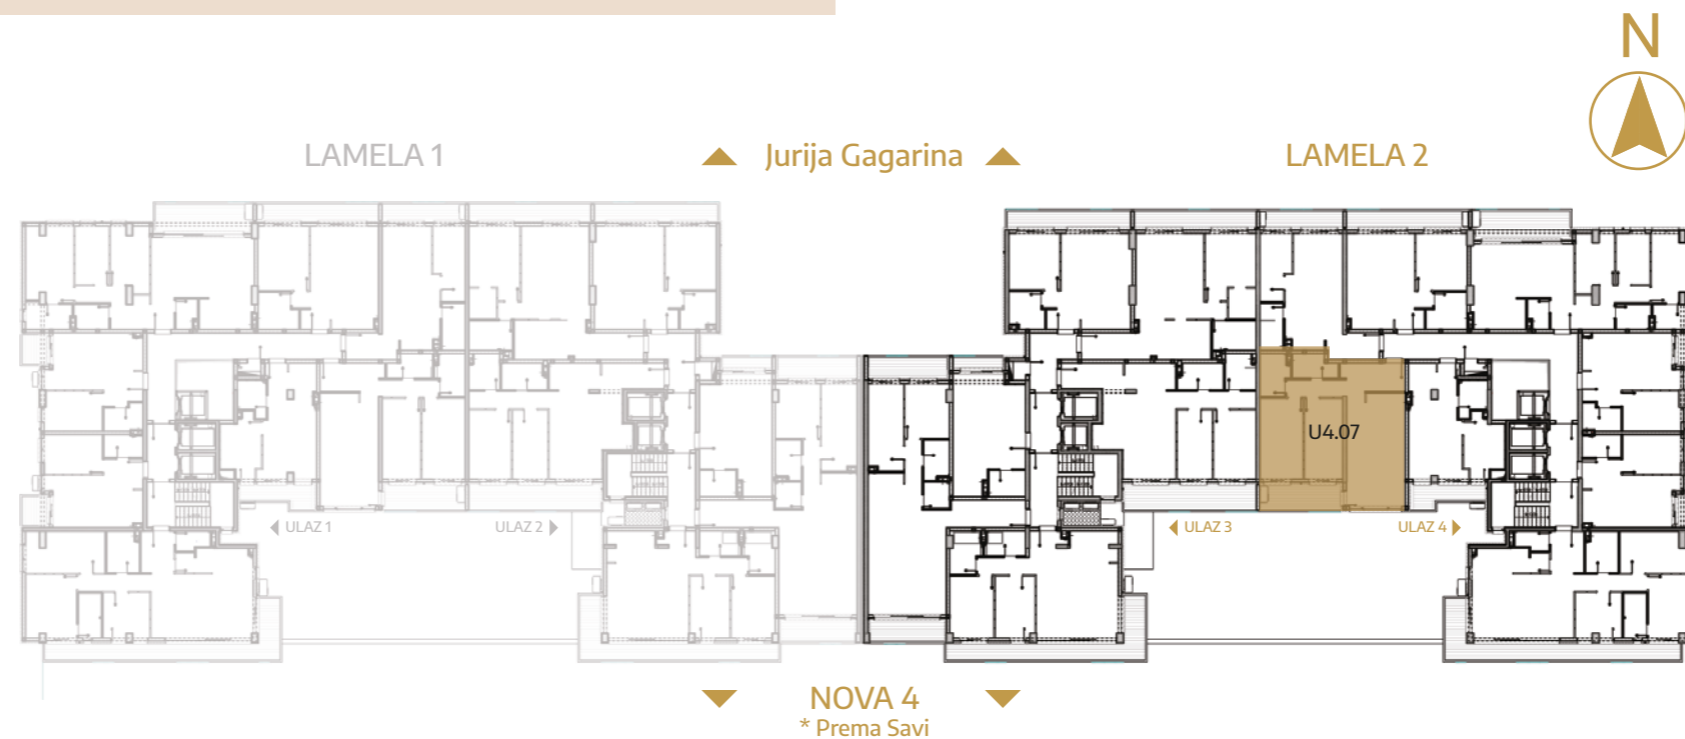 N
LAMELA 1
Jurija Gagarina
LAMELA 2
U4.07
ULAZ 1
ULAZ 2
ULAZ 3
ULAZ 4
NOVA 4
* Prema Savi